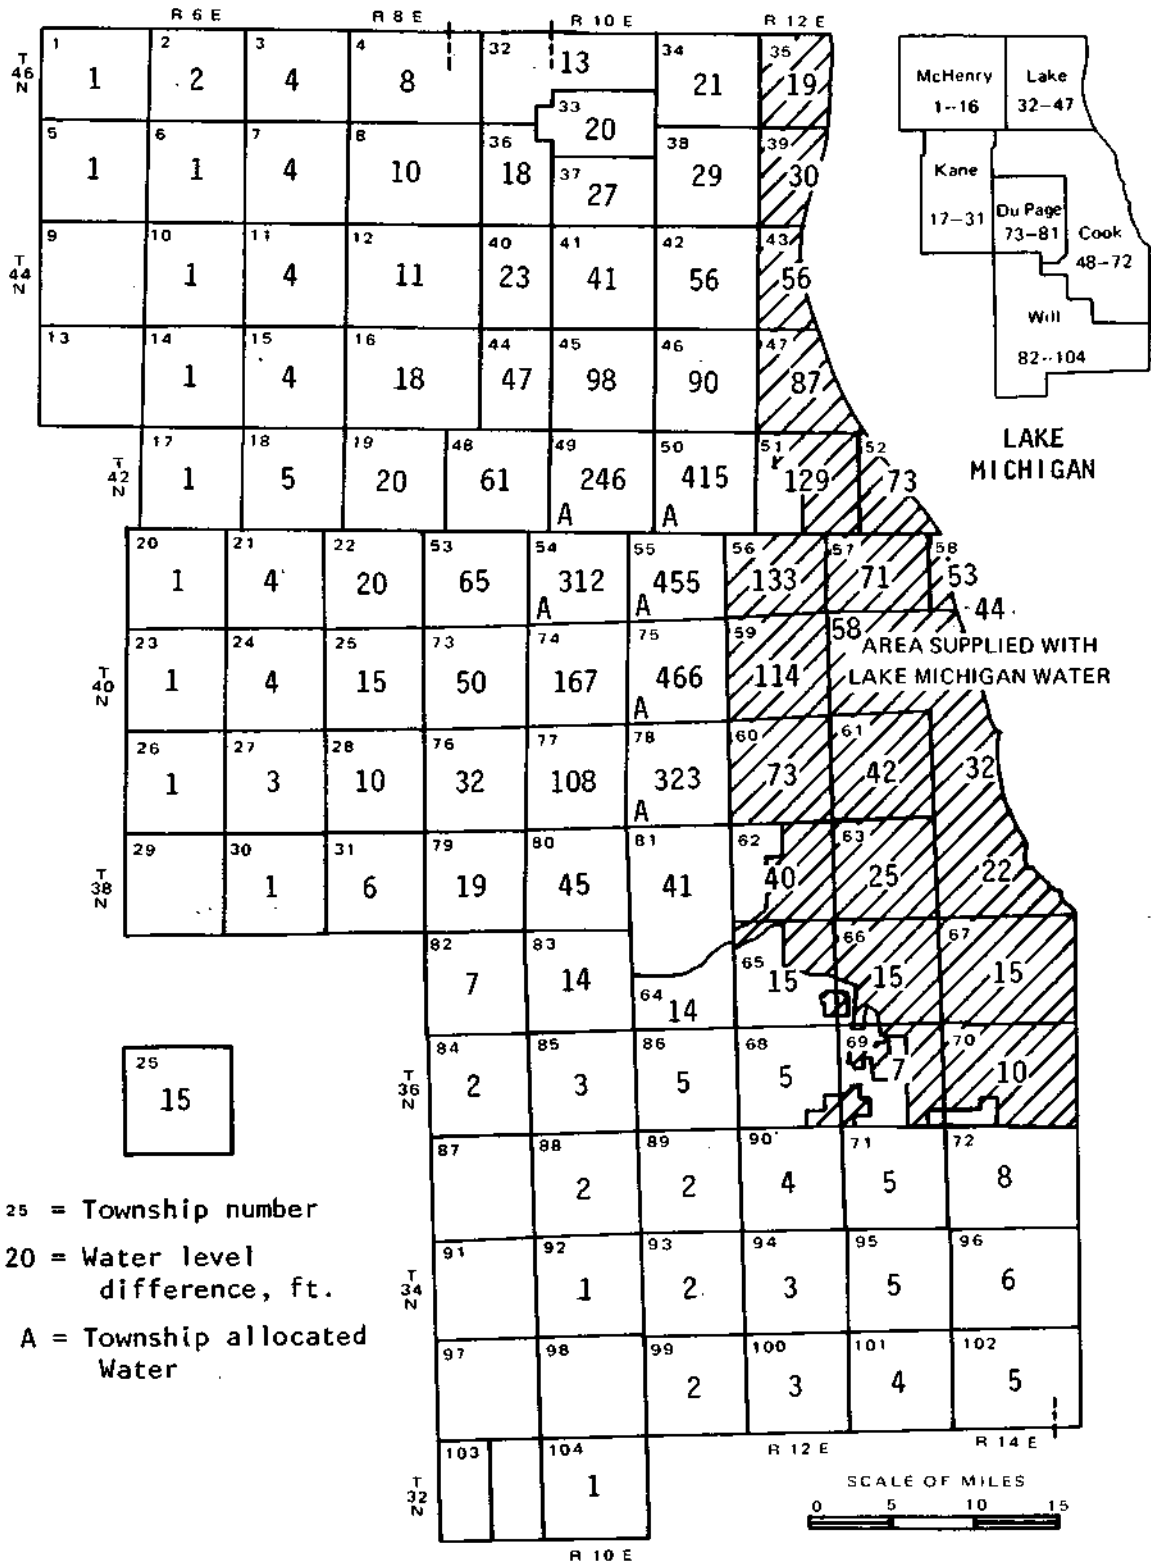 R 6 E R 8 E R 10 E R 12 E
T 46 N
1 2 3 4 32 34 35
1 2 4 8 13 21 19
33
20
5 6 7 8 36 37 38 39
1 1 4 10 18 27 29 30
T 44 N
9 10 11 12 40 41 42 43
1 4 11 23 41 56 56
13 14 15 16 44 45 46 47
1 4 18 47 98 90 87
T 42 N
17 18 19 48 49 50 51 52
1 5 20 61 246 415 129 73
A A
20 21 22 53 54 55 56 57 58
1 4 20 65 312 455 133 71 53
A A
44
T 40 N
23 24 25 73 74 75 59 58
1 4 15 50 167 466 114
A
AREA SUPPLIED WITH
LAKE MICHIGAN WATER
26 27 28 76 77 78 60 61
1 3 10 32 108 323 73 42 32
A
T 38 N
29 30 31 79 80 81 62 63
1 6 19 45 41 40 25 22
82 83 64 65 66 67
7 14 14 15 15 15
T 36 N
84 85 86 68 69 70
2 3 5 5 7 10
87 88 89 90 71 72
2 2 4 5 8
T 34 N
91 92 93 94 95 96
1 2 3 5 6
97 98 99 100 101 102
2 3 4 5
T 32 N
103 104
1
R 10 E R 12 E R 14 E
McHenry
1--16
Lake
32-47
Kane
17-31
Du Page
73-81
Cook
48-72
Will
82--104
LAKE
MICHIGAN
25
15
25 = Township number
20 = Water level
difference, ft.
A = Township allocated
Water
SCALE OF MILES
0 5 10 15